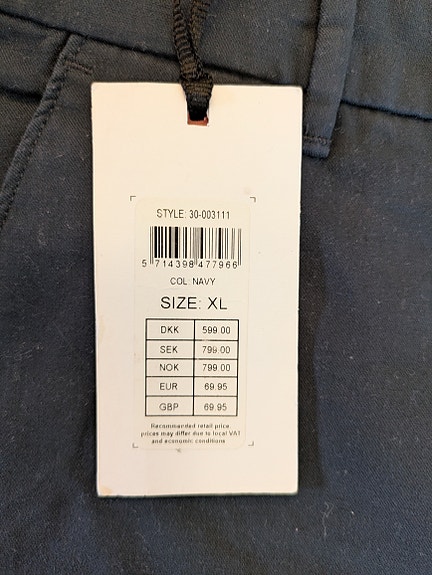 STYLE: 30-003111
5 714398 477966
COL: NAVY
SIZE: XL
DKK 599.00
SEK 799.00
NOK 799.00
EUR 69.95
GBP 69.95
Recommended retail price
prices may differ due to local VAT
and economic conditions